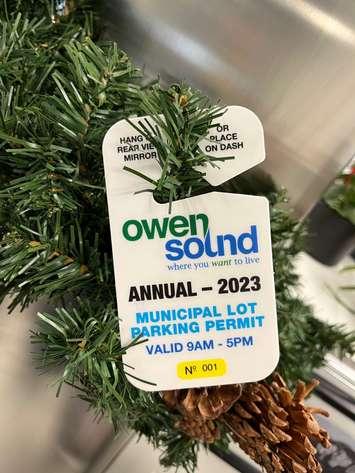 HANG
REAR VIEW
MIRROR
OR
PLACE
ON DASH
owen
sound
where you want to live
ANNUAL – 2023
MUNICIPAL LOT
PARKING PERMIT
VALID 9AM - 5PM
Nº 001